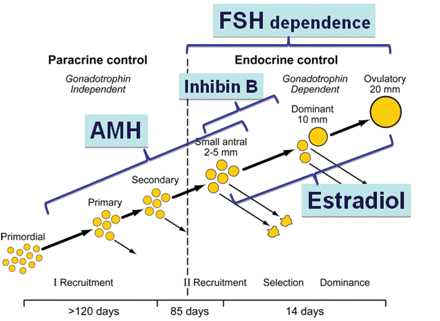 FSH dependence
Paracrine control
Endocrine control
Gonadotrophin
Independent
Gonadotrophin
Dependent
Ovulatory
20 mm
Inhibin B
Dominant
10 mm
AMH
Small antral
2-5 mm
Secondary
Primary
Estradiol
Primordial
I Recruitment
II Recruitment
Selection
Dominance
>120 days
85 days
14 days